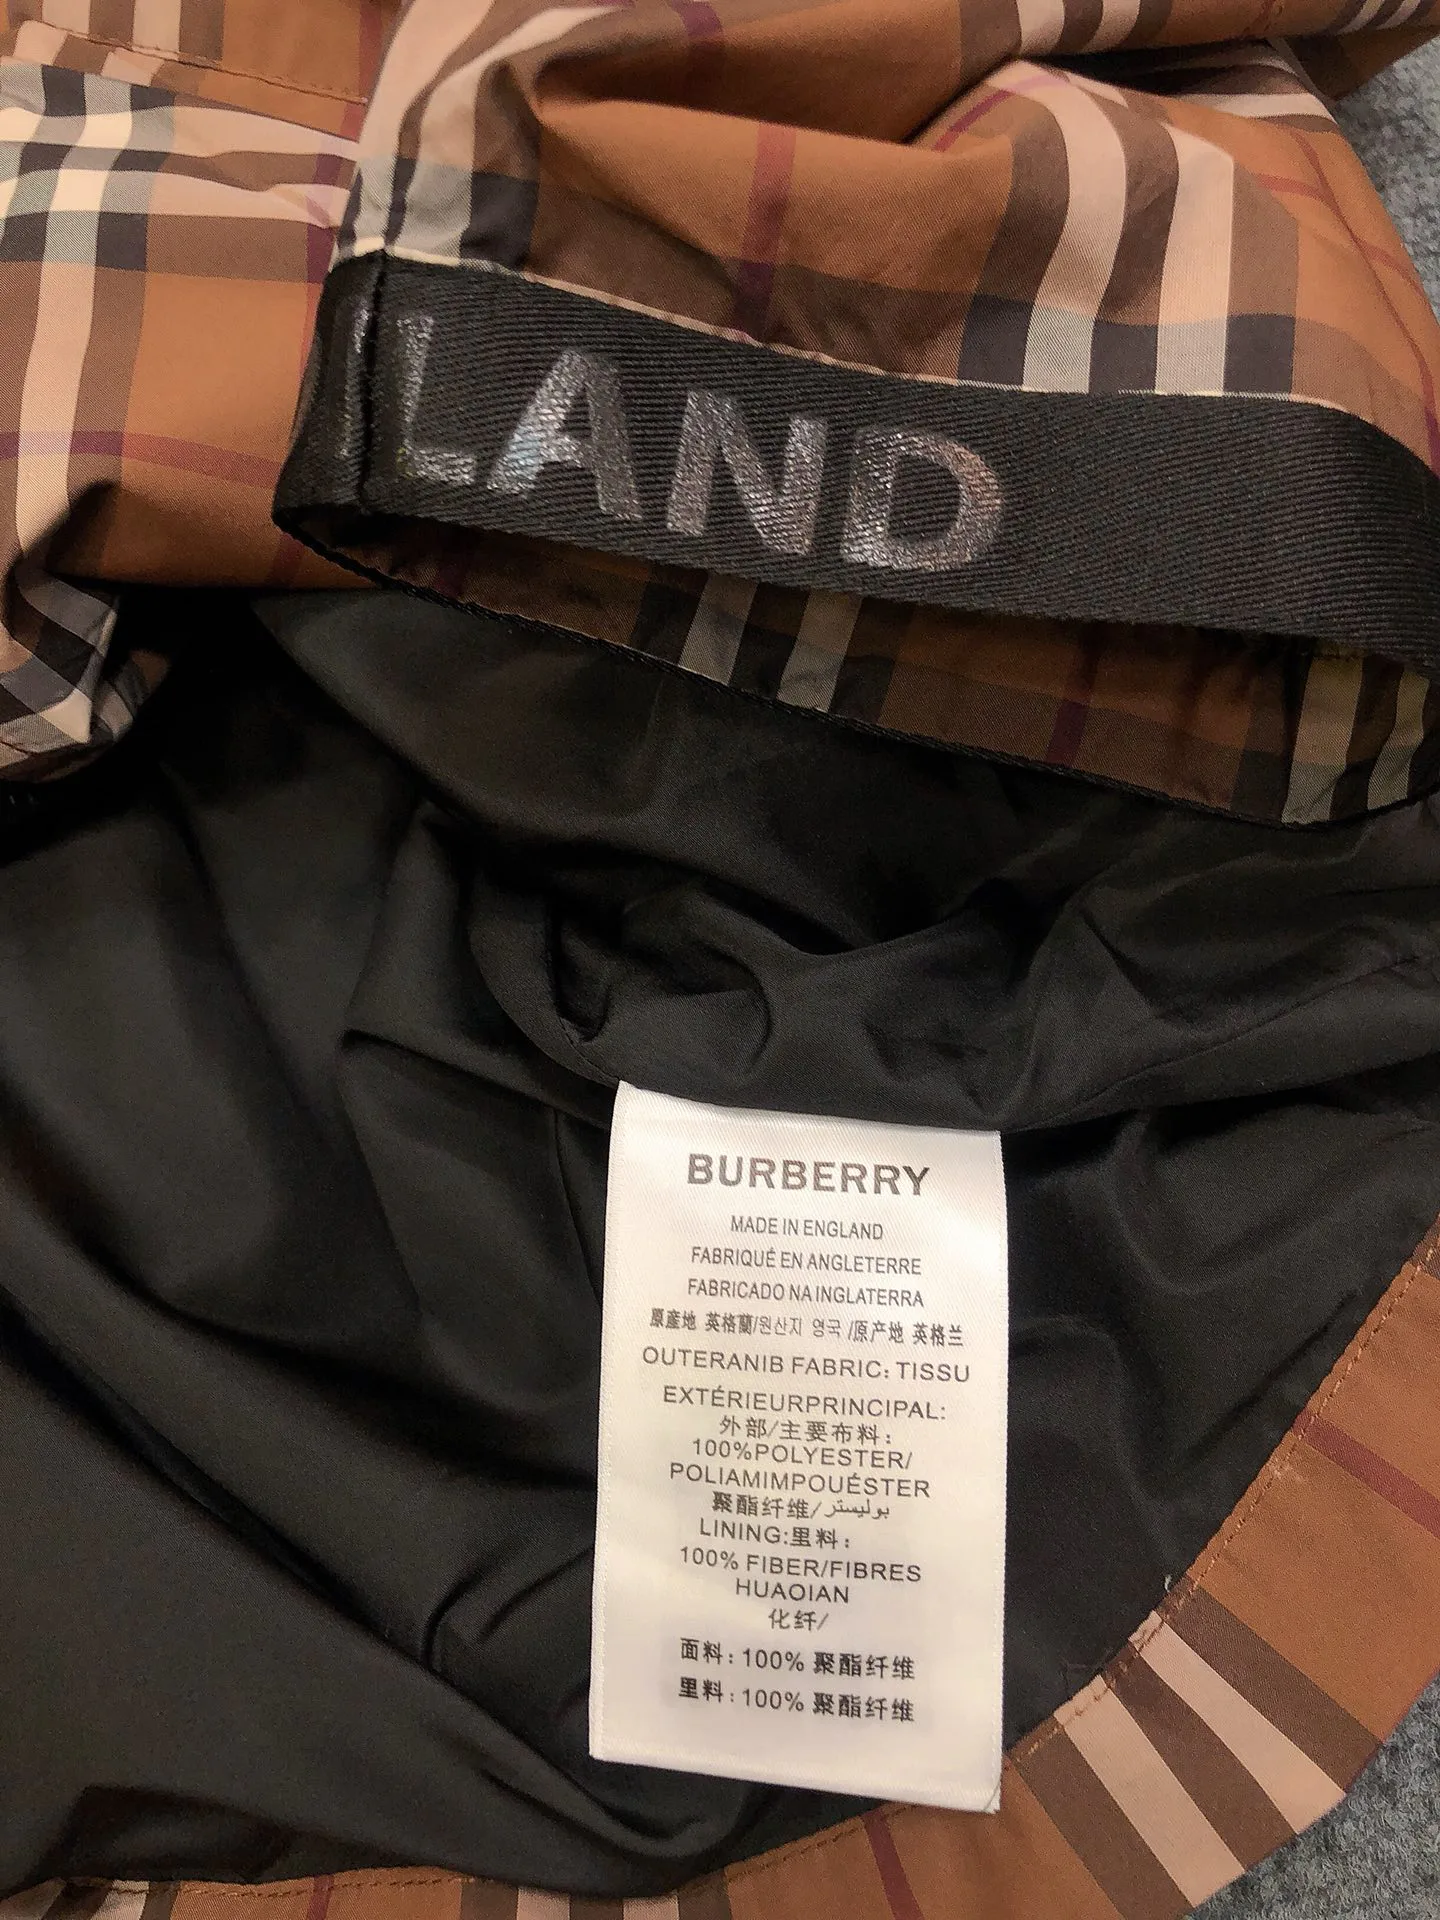 LAND
BURBERRY
MADE IN ENGLAND
FABRIQUÉ EN ANGLETERRE
FABRICADO NA INGLATERRA
原産地 英格蘭/원산지 영국 /原产地 英格兰
OUTERANIB FABRIC: TISSU
EXTÉRIEURPRINCIPAL:
外部/主要布料:
100%POLYESTER/
POLIAMIMPOUÉSTER
聚酯纤维/بوليستر
LINING:里料:
100% FIBER/FIBRES
HUAOIAN
化纤/
面料: 100% 聚酯纤维
里料: 100% 聚酯纤维